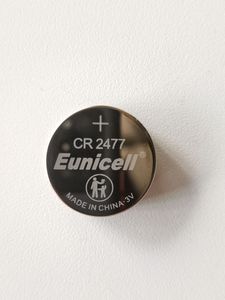 +
CR 2477
Eunicell®
MADE IN CHINA·3V